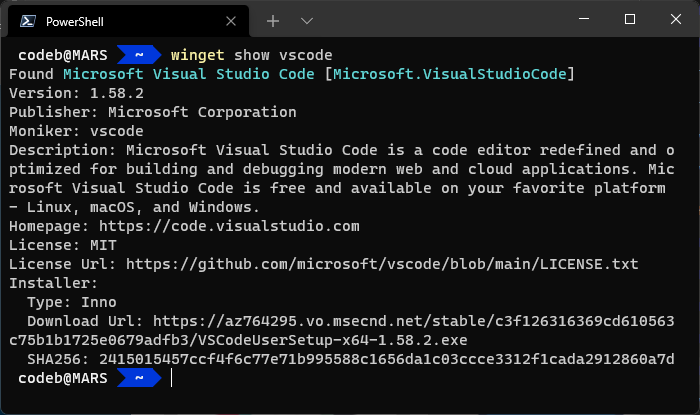 PowerShell
codeb@MARS ~ winget show vscode
Found Microsoft Visual Studio Code [Microsoft.VisualStudioCode]
Version: 1.58.2
Publisher: Microsoft Corporation
Moniker: vscode
Description: Microsoft Visual Studio Code is a code editor redefined and o
ptimized for building and debugging modern web and cloud applications. Mic
rosoft Visual Studio Code is free and available on your favorite platform
- Linux, macOS, and Windows.
Homepage: https://code.visualstudio.com
License: MIT
License Url: https://github.com/microsoft/vscode/blob/main/LICENSE.txt
Installer:
  Type: Inno
  Download Url: https://az764295.vo.msecnd.net/stable/c3f126316369cd610563
c75b1b1725e0679adfb3/VSCodeUserSetup-x64-1.58.2.exe
  SHA256: 2415015457ccf4f6c77e71b995588c1656da1c03ccce3312f1cada2912860a7d
codeb@MARS ~